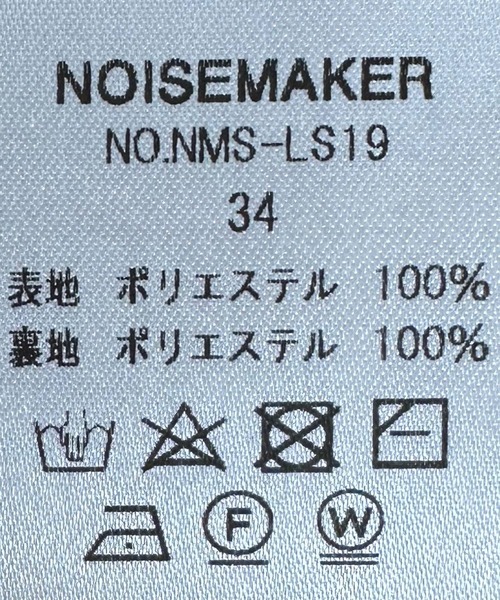 NOISEMAKER
NO.NMS-LS19
34
表地 ポリエステル 100%
裏地 ポリエステル 100%
F W